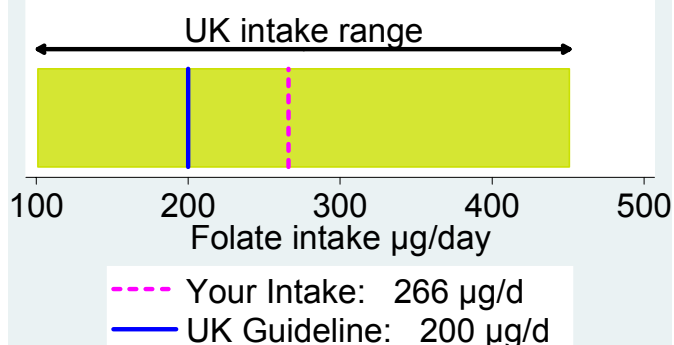 UK intake range
100 200 300 400 500
Folate intake µg/day
Your Intake: 266 µg/d
UK Guideline: 200 µg/d